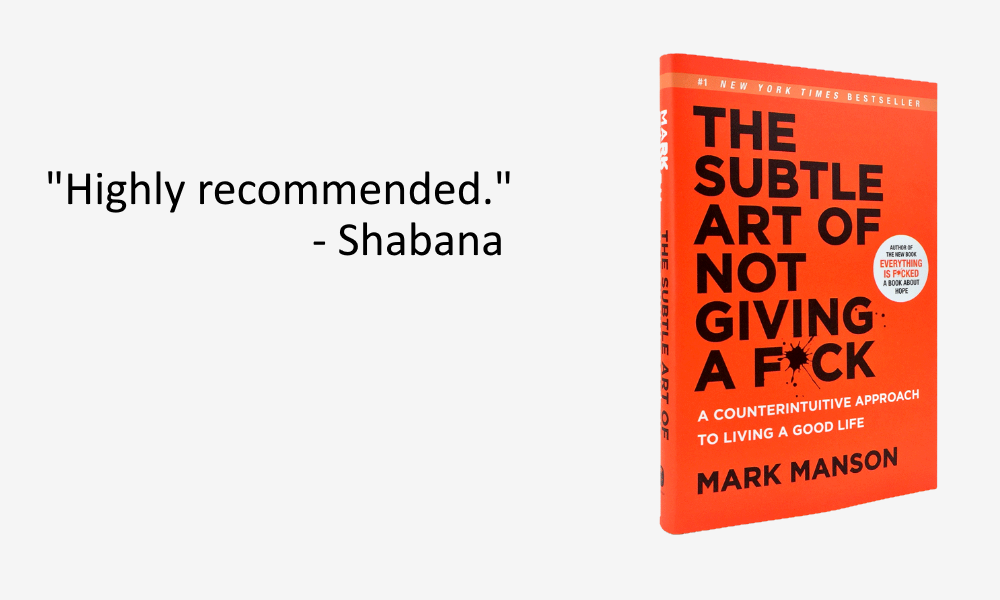 "Highly recommended."
- Shabana
#1 NEW YORK TIMES BESTSELLER
THE
SUBTLE
ART OF
NOT
GIVING
A F*CK
A COUNTERINTUITIVE APPROACH
TO LIVING A GOOD LIFE
MARK MANSON
AUTHOR OF
THE NEW BOOK
EVERYTHING
IS F*CKED
A BOOK ABOUT
HOPE
MARK
THE SUBTLE ART OF